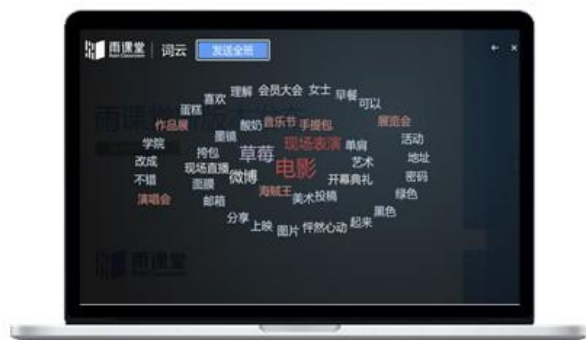 雨课堂 词云 发送全班
理解 会员大会 女士
喜欢 早餐
蛋糕 可以
作品展 酸奶 音乐节 手提包 展览会
学院 墨镜 现场表演 单肩 活动
改成 挎包 草莓 艺术 地址
不错 现场直播 微博 电影 开幕典礼 密码
面膜 海贼王 美术 投稿 绿色
演唱会 邮箱 黑色
分享 起来
上映 图片 怦然心动
雨课堂